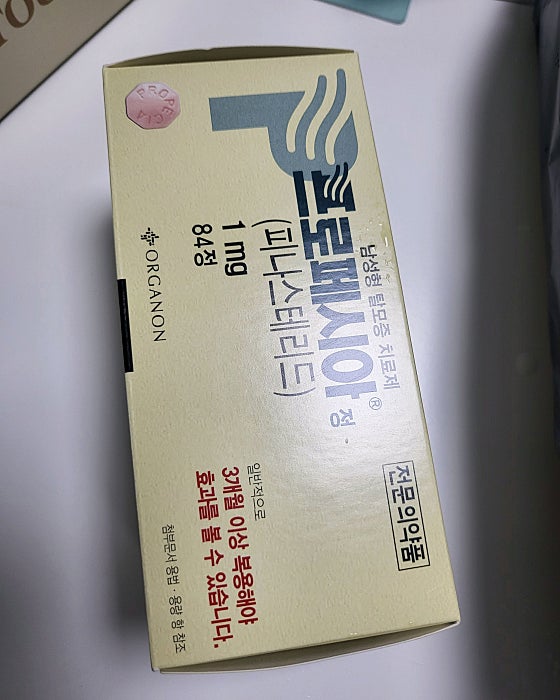 PROPECIA
남성형 탈모증 치료제
프로페시아® 정
(피나스테리드)
1 mg
84정
ORGANON
전문의약품
일반적으로
3개월 이상 복용해야
효과를 볼 수 있습니다.
첨부문서 용법 · 용량 항 참조